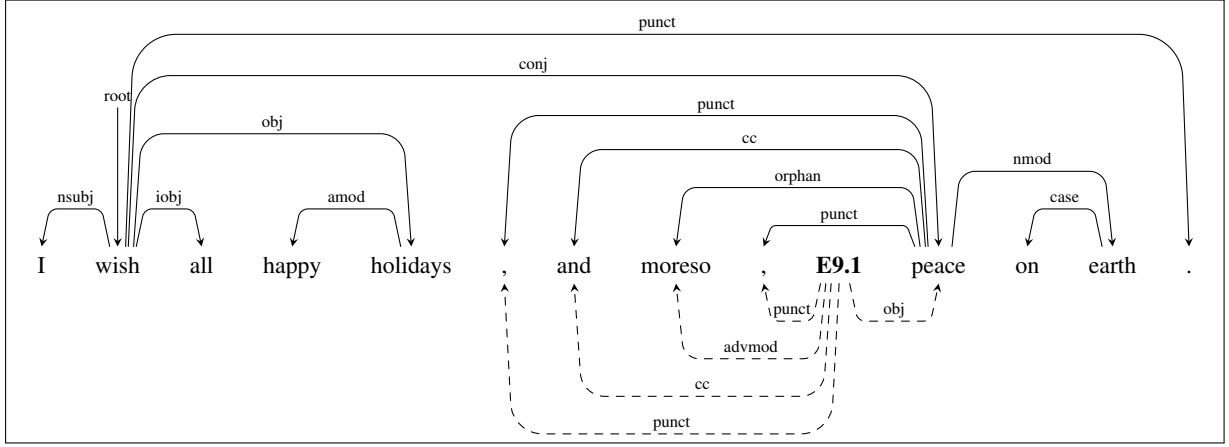 punct
conj
root
punct
obj
cc
orphan
nmod
nsubj
iobj
amod
punct
case
I wish all happy holidays , and moreso , E9.1 peace on earth .
punct
obj
advmod
cc
punct